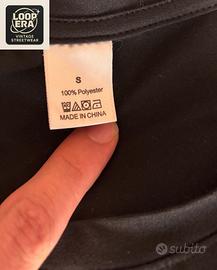 LOOP
ERA
VINTAGE
STREETWEAR
S
100% Polyester
MADE IN CHINA
subito